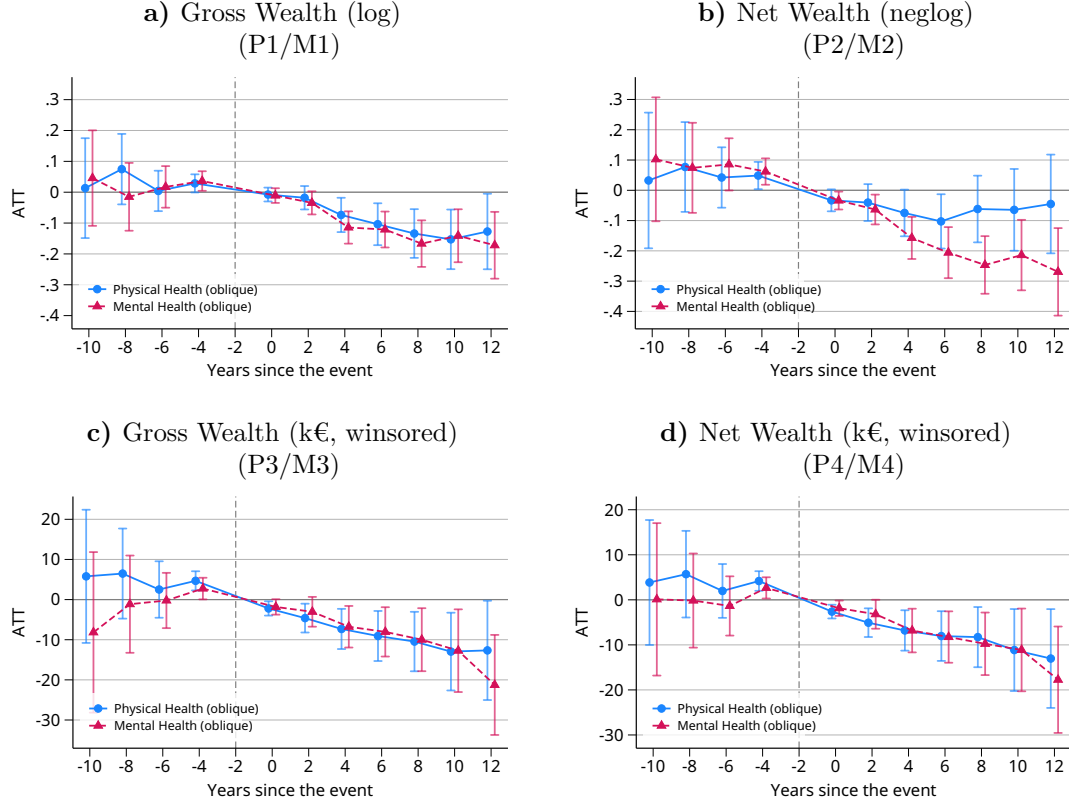 a) Gross Wealth (log)
(P1/M1)
.3
.2
.1
0
-.1
-.2
-.3
-.4
ATT
Physical Health (oblique)
Mental Health (oblique)
-10 -8 -6 -4 -2 0 2 4 6 8 10 12
Years since the event
b) Net Wealth (neglog)
(P2/M2)
.3
.2
.1
0
-.1
-.2
-.3
-.4
ATT
Physical Health (oblique)
Mental Health (oblique)
-10 -8 -6 -4 -2 0 2 4 6 8 10 12
Years since the event
c) Gross Wealth (k€, winsored)
(P3/M3)
20
10
0
-10
-20
-30
ATT
Physical Health (oblique)
Mental Health (oblique)
-10 -8 -6 -4 -2 0 2 4 6 8 10 12
Years since the event
d) Net Wealth (k€, winsored)
(P4/M4)
20
10
0
-10
-20
-30
ATT
Physical Health (oblique)
Mental Health (oblique)
-10 -8 -6 -4 -2 0 2 4 6 8 10 12
Years since the event